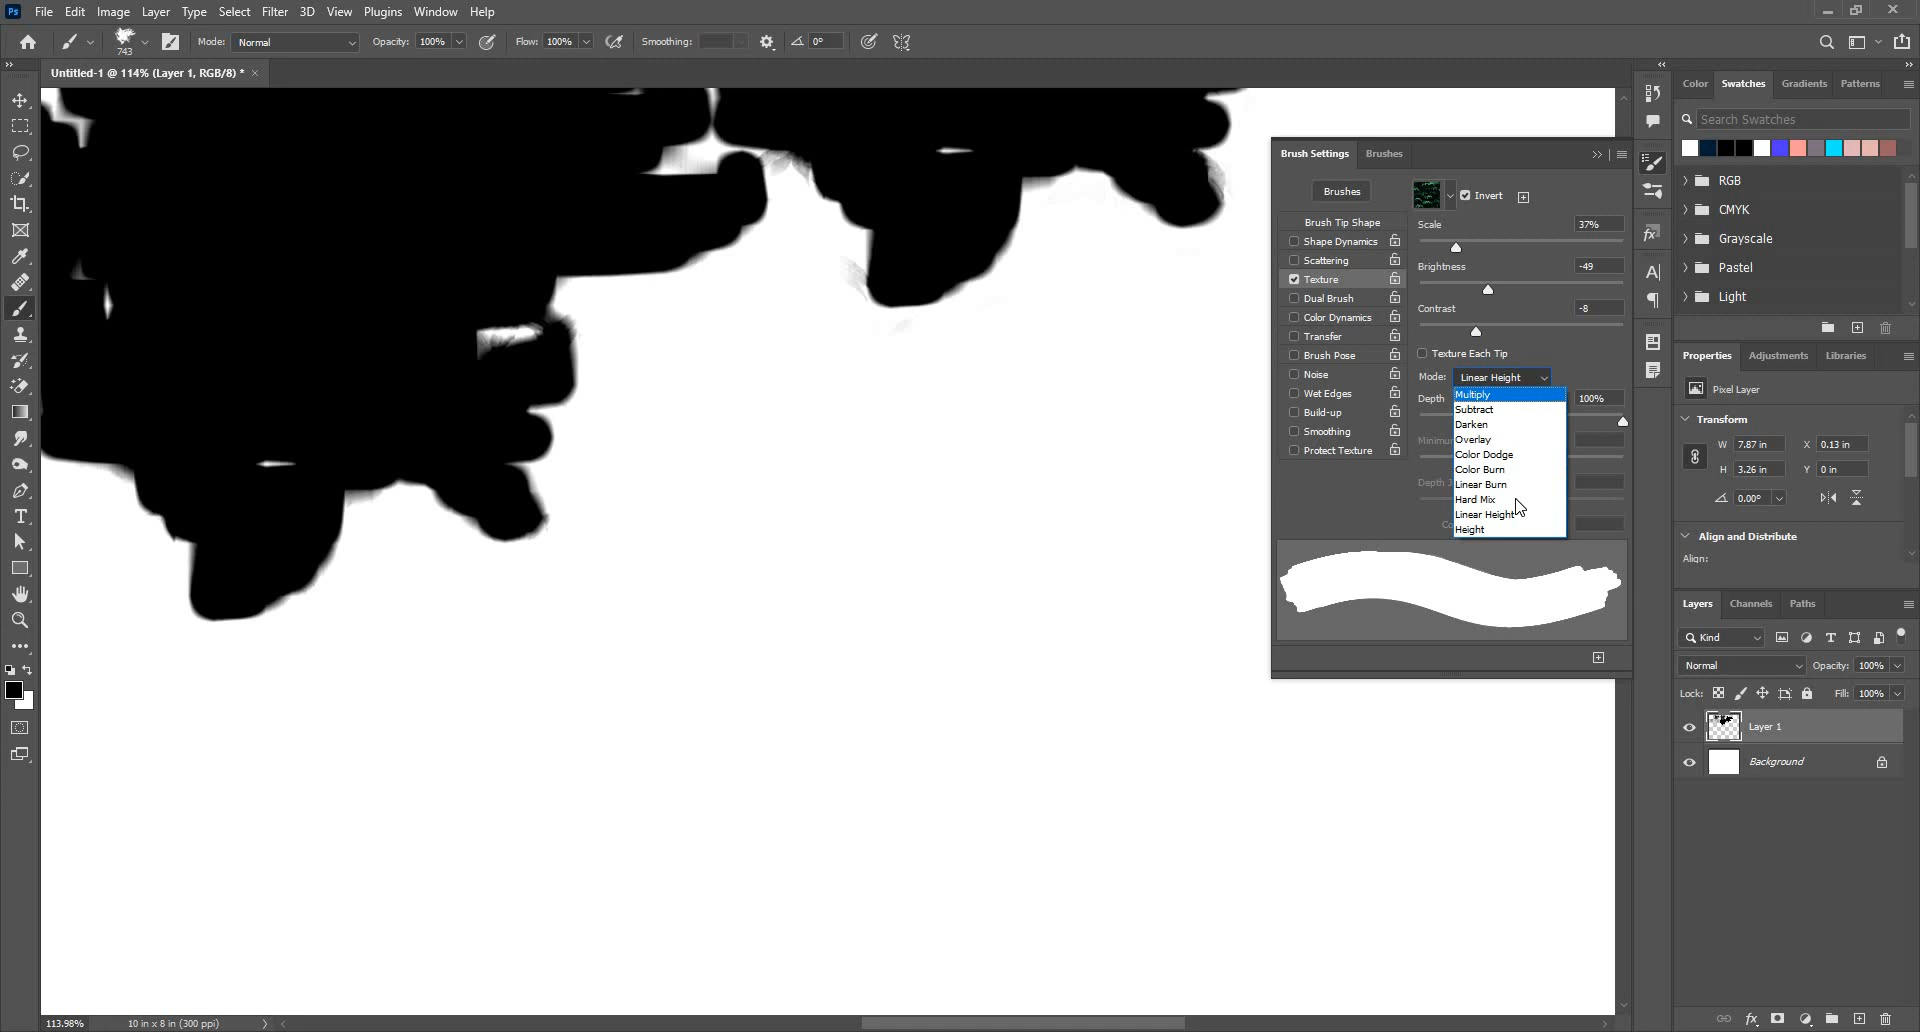 Ps File Edit Image Layer Type Select Filter 3D View Plugins Window Help
743 Mode: Normal Opacity: 100% Flow: 100% Smoothing: 0°
Untitled-1 @ 114% (Layer 1, RGB/8) * ×
Color Swatches Gradients Patterns
Search Swatches
RGB
CMYK
Grayscale
Pastel
Light
Brush Settings Brushes
Brushes
Invert
Brush Tip Shape
Shape Dynamics
Scattering
Texture
Dual Brush
Color Dynamics
Transfer
Brush Pose
Noise
Wet Edges
Build-up
Smoothing
Protect Texture
Scale 37%
Brightness -49
Contrast -8
Texture Each Tip
Mode: Linear Height
Depth 100%
Multiply
Subtract
Darken
Overlay
Color Dodge
Color Burn
Linear Burn
Hard Mix
Linear Height
Height
Properties Adjustments Libraries
Pixel Layer
Transform
W 7.87 in X 0.13 in
H 3.26 in Y 0 in
0.00°
Align and Distribute
Align:
Layers Channels Paths
Kind
Normal Opacity: 100%
Lock: Fill: 100%
Layer 1
Background
fx
113.98% 10 in x 8 in (300 ppi)